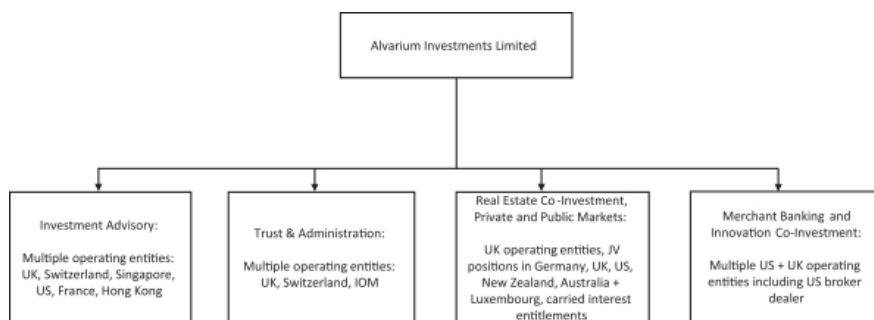 Alvarium Investments Limited
Investment Advisory:
Multiple operating entities:
UK, Switzerland, Singapore,
US, France, Hong Kong
Trust & Administration:
Multiple operating entities:
UK, Switzerland, IOM
Real Estate Co-Investment,
Private and Public Markets:
UK operating entities, JV
positions in Germany, UK, US,
New Zealand, Australia +
Luxembourg, carried interest
entitlements
Merchant Banking and
Innovation Co-Investment:
Multiple US + UK operating
entities including US broker
dealer